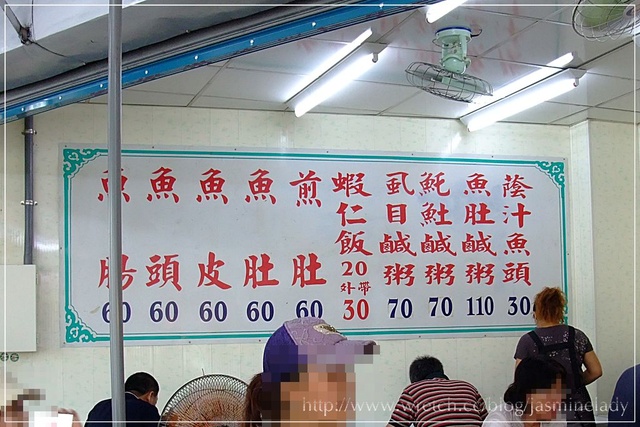 蔭汁魚頭 30
魚肚鹹粥 110
魠魠鹹粥 70
虱目鹹粥 70
蝦仁飯 20 外帶 30
煎肚 60
魚肚 60
魚皮 60
魚頭 60
魚腸 60
http://www.wretch.cc/blog/jasminelady